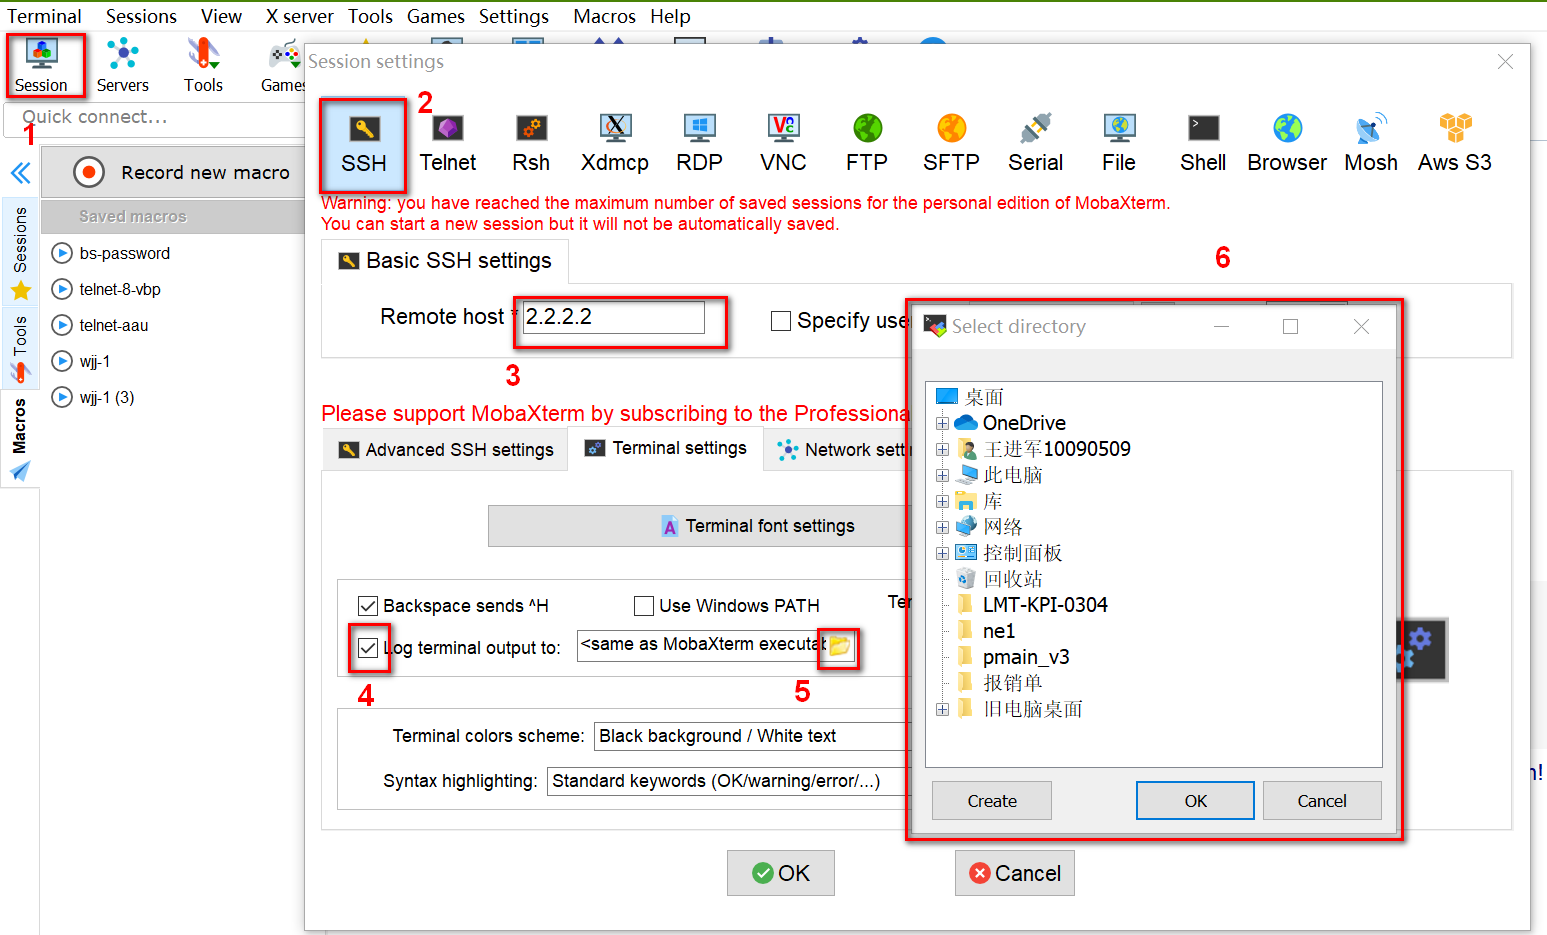 Terminal Sessions View X server Tools Games Settings Macros Help
Session Servers Tools Games
Session settings
Quick connect...
1
2
SSH Telnet Rsh Xdmcp RDP VNC FTP SFTP Serial File Shell Browser Mosh Aws S3
Record new macro
Saved macros
bs-password
telnet-8-vbp
telnet-aau
wjj-1
wjj-1 (3)
Sessions
Tools
Macros
Warning: you have reached the maximum number of saved sessions for the personal edition of MobaXterm.
You can start a new session but it will not be automatically saved.
Basic SSH settings
6
Remote host * 2.2.2.2
Specify use
3
Please support MobaXterm by subscribing to the Professiona
Advanced SSH settings Terminal settings Network setti
Terminal font settings
Backspace sends ^H Use Windows PATH Ter
Log terminal output to: <same as MobaXterm executab
4
5
Terminal colors scheme: Black background / White text
Syntax highlighting: Standard keywords (OK/warning/error/...)
Select directory
桌面
OneDrive
王进军10090509
此电脑
库
网络
控制面板
回收站
LMT-KPI-0304
ne1
pmain_v3
报销单
旧电脑桌面
Create OK Cancel
n!
OK Cancel